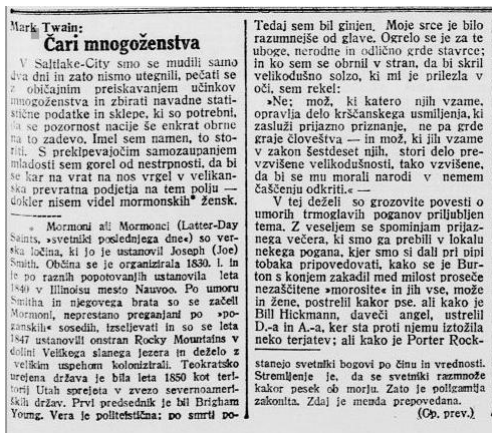 Mark Twain:
Čari mnogoženstva
V Saltlake-City smo se mudili samo
dva dni in zato nismo utegnili, pečati se
z običajnim preiskavanjem učinkov
mnogoženstva in zbirati navadne stati-
stične podatke in sklepe, ki so potrebni,
da se pozornost nacije še enkrat obrne
na to zadevo. Imel sem namen, to sto-
riti. S prekipevajočim samozaupanjem
mladosti sem gorel od nestrpnosti, da bi
se kar na vrat na nos vrgel v velikan-
ska prevratna podjetja na tem polju —
dokler nisem videl mormonskih* žensk.
* Mormoni ali Mormonci (Latter-Day
Saints, »svetniki poslednjega dne«) so ver-
ska ločina, ki jo je ustanovil Joseph (Joe)
Smith. Občina se je organizirala 1830. l. in
je po raznih popotovanjih ustanovila leta
1840 v Illinoisu mesto Nauvoo. Po umoru
Smitha in njegovega brata so se začeli
Mormoni, neprestano preganjani po »po-
ganskih« sosedih, izseljevati in so se leta
1847 ustanovili onstran Rocky Mountains v
dolini Velikega slanega jezera in deželo z
velikim uspehom kolonizirali. Teokratsko
urejena država je bila leta 1850 kot teri-
torij Utah sprejeta v zvezo severnoameri-
ških držav. Prvi predsednik je bil Brigham
Young. Vera je politeistična; po smrti po-
Tedaj sem bil ginjen. Moje srce je bilo
razumnejše od glave. Ogrelo se je za te
uboge, nerodne in odlično grde stavrce;
in ko sem se obrnil v stran, da bi skril
velikodušno solzo, ki mi je prilezla v
oči, sem rekel:
»Ne; mož, ki katero njih vzame,
opravlja delo krščanskega usmiljenja, ki
zasluži prijazno priznanje, ne pa grde
graje človeštva — in mož, ki jih vzame
v zakon šestdeset njih, stori delo pre-
vzvišene velikodušnosti, tako vzvišene,
da bi se mu morali narodi v nemem
čaščenju odkriti.« —
V tej deželi so grozovite povesti o
umorih trmoglavih poganov priljubljen
tema. Z veseljem se spominjam prijaz-
nega večera, ki smo ga prebili v lokalu
nekega pogana, kjer smo si dali pri pipi
tobaka pripovedovati, kako se je Bur-
ton s konjem zakadil med milost proseče
nezaščitene »morosite« in jih vse, može
in žene, postrelil kakor pse. ali kako je
Bill Hickmann, daveči angel, ustrelil
D.-a in A.-a, ker sta proti njemu iztožila
neko terjatev; ali kako je Porter Rock-
stanejo svetniki bogovi po činu in vrednosti.
Stremljenje je, da se svetniki razmnože
kakor pesek ob morju. Zato je poligamija
zakonita. Zdaj je menda prepovedana.
(Op. prev.)